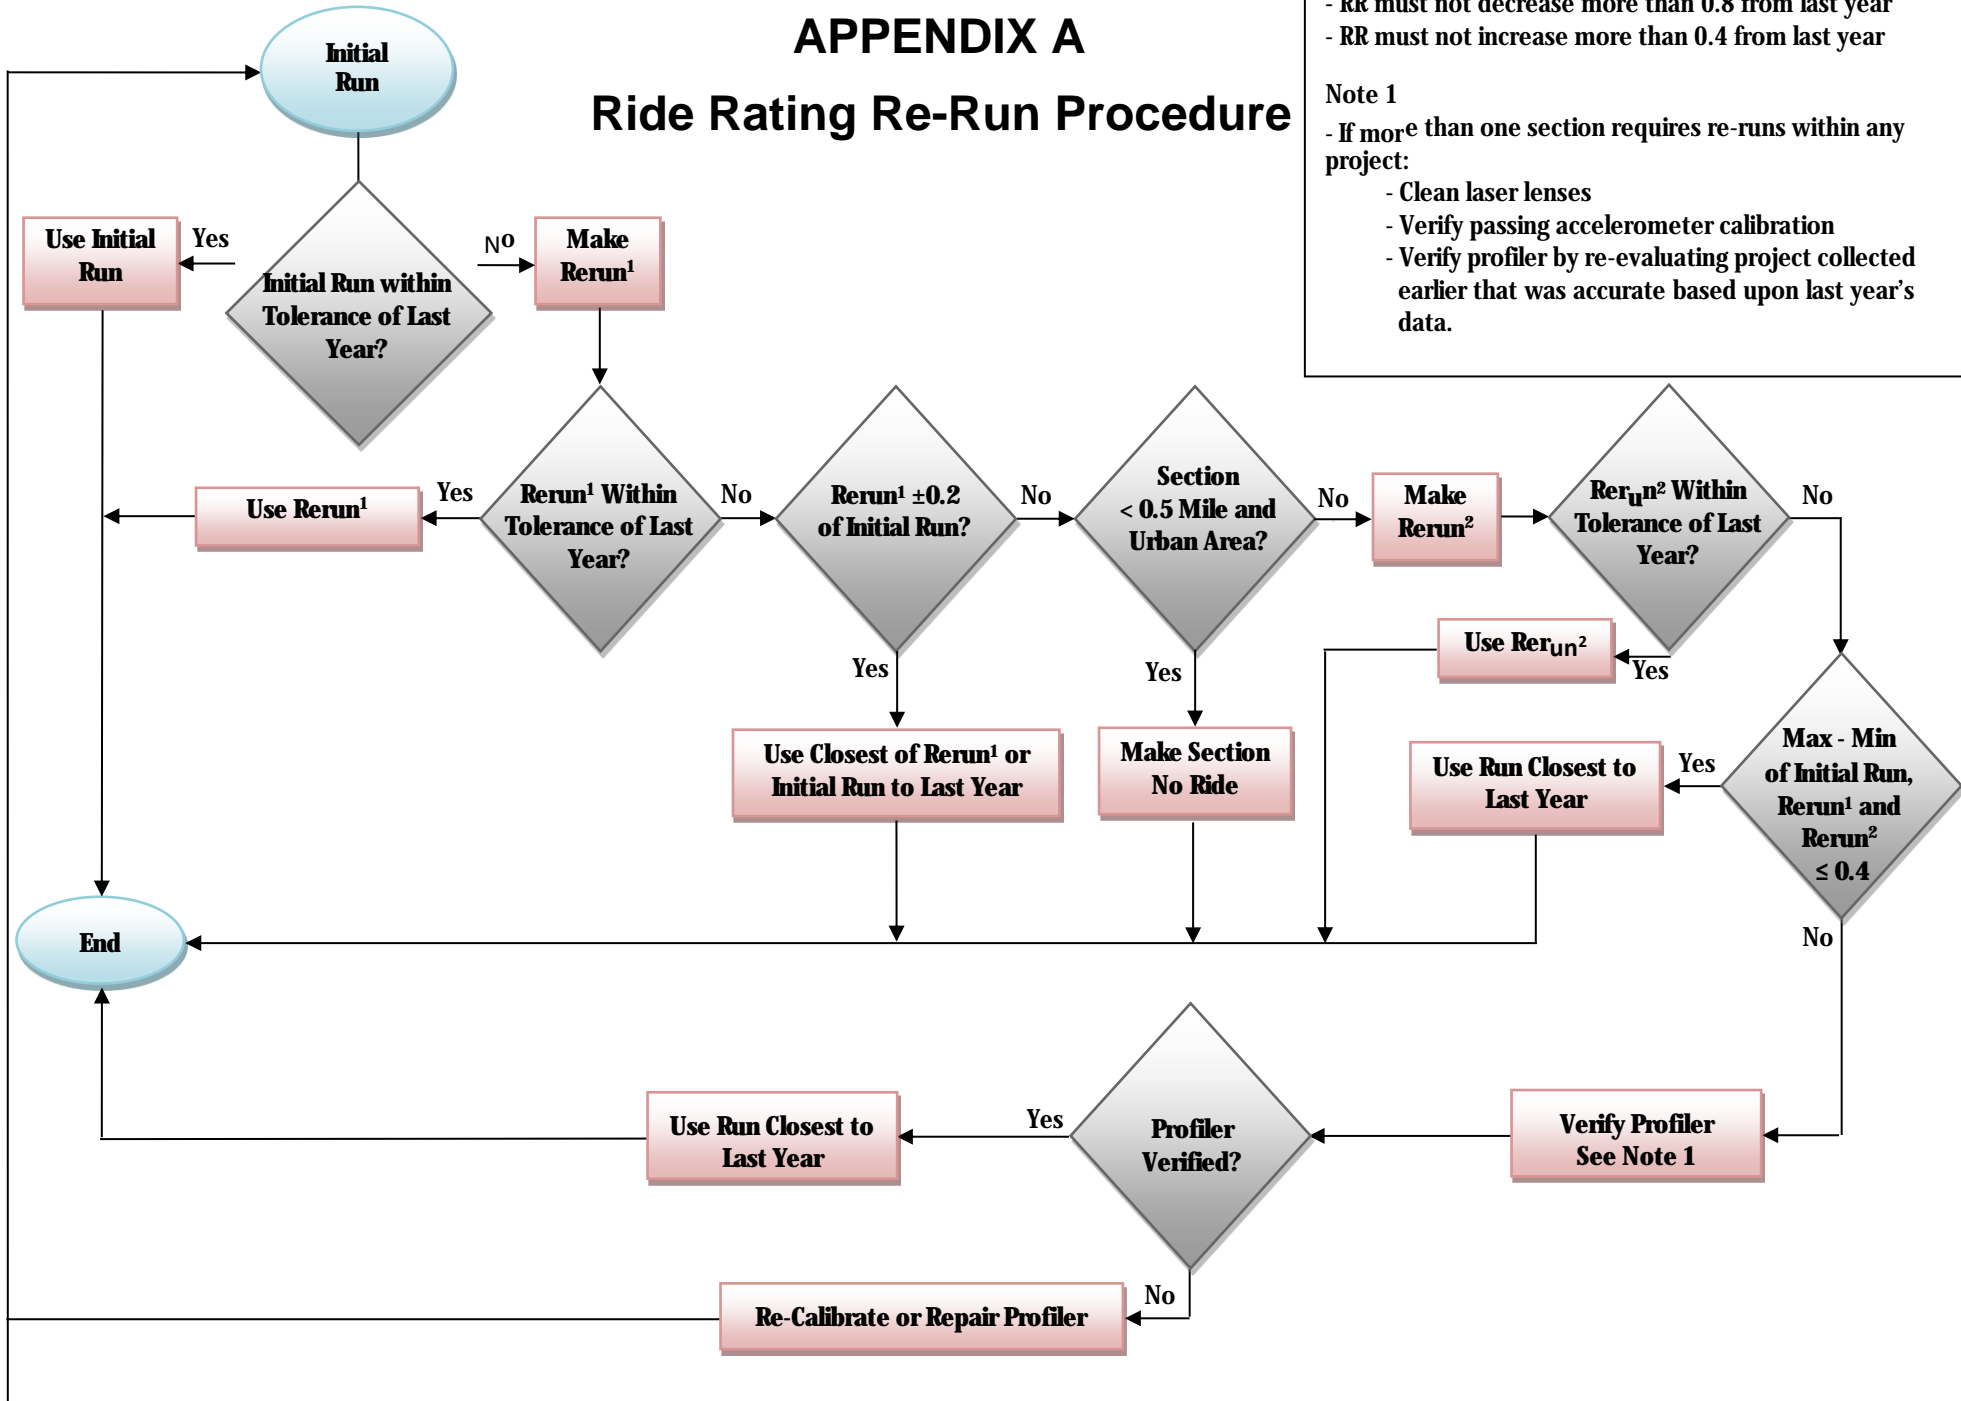 APPENDIX A
Ride Rating Re-Run Procedure
- RR must not decrease more than 0.8 from last year
- RR must not increase more than 0.4 from last year
Note 1
- If more than one section requires re-runs within any
project:
- Clean laser lenses
- Verify passing accelerometer calibration
- Verify profiler by re-evaluating project collected
earlier that was accurate based upon last year's
data.
Initial
Run
Use Initial
Run
Yes
Initial Run within
Tolerance of Last
Year?
No
Make
Rerun¹
Use Rerun¹
Yes
Rerun¹ Within
Tolerance of Last
Year?
No
Rerun¹ ±0.2
of Initial Run?
No
Section
< 0.5 Mile and
Urban Area?
No
Make
Rerun²
Rerun² Within
Tolerance of Last
Year?
No
Yes
Yes
Use Rerun²
Yes
Use Closest of Rerun¹ or
Initial Run to Last Year
Make Section
No Ride
Use Run Closest to
Last Year
Yes
Max - Min
of Initial Run,
Rerun¹ and
Rerun²
≤ 0.4
End
No
Use Run Closest to
Last Year
Yes
Profiler
Verified?
Verify Profiler
See Note 1
Re-Calibrate or Repair Profiler
No